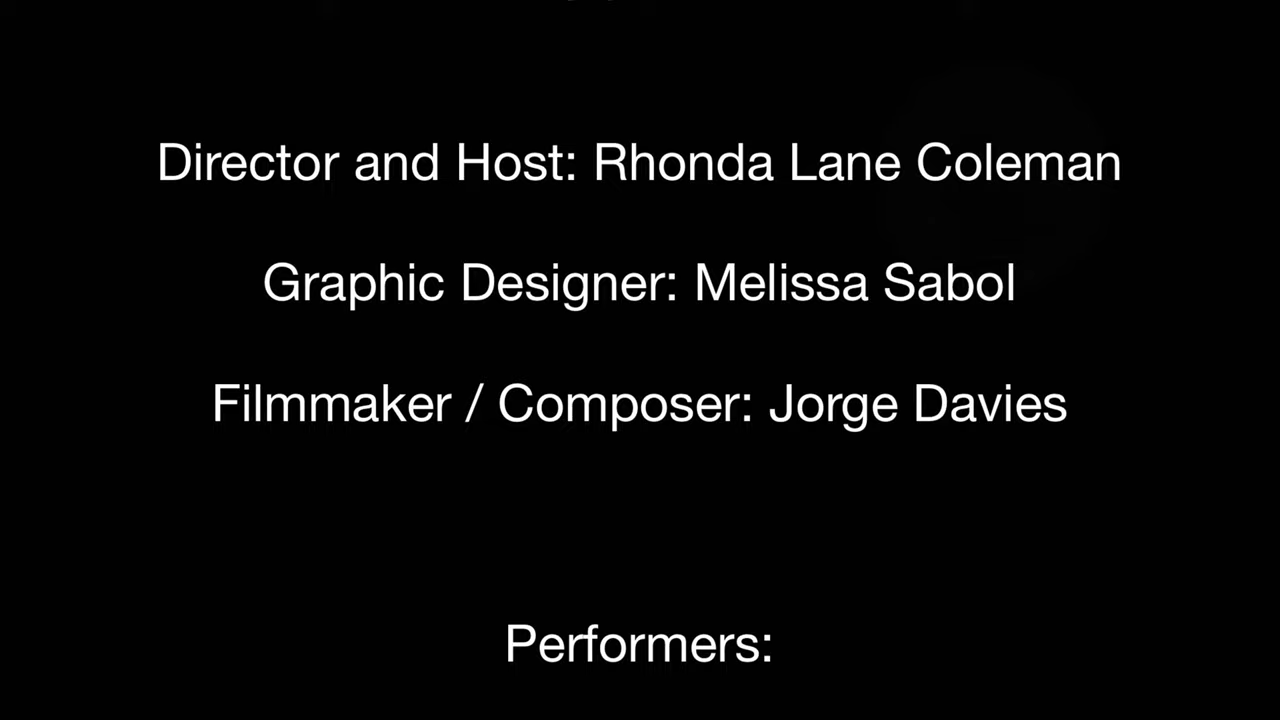 Director and Host: Rhonda Lane Coleman
Graphic Designer: Melissa Sabol
Filmmaker / Composer: Jorge Davies
Performers: